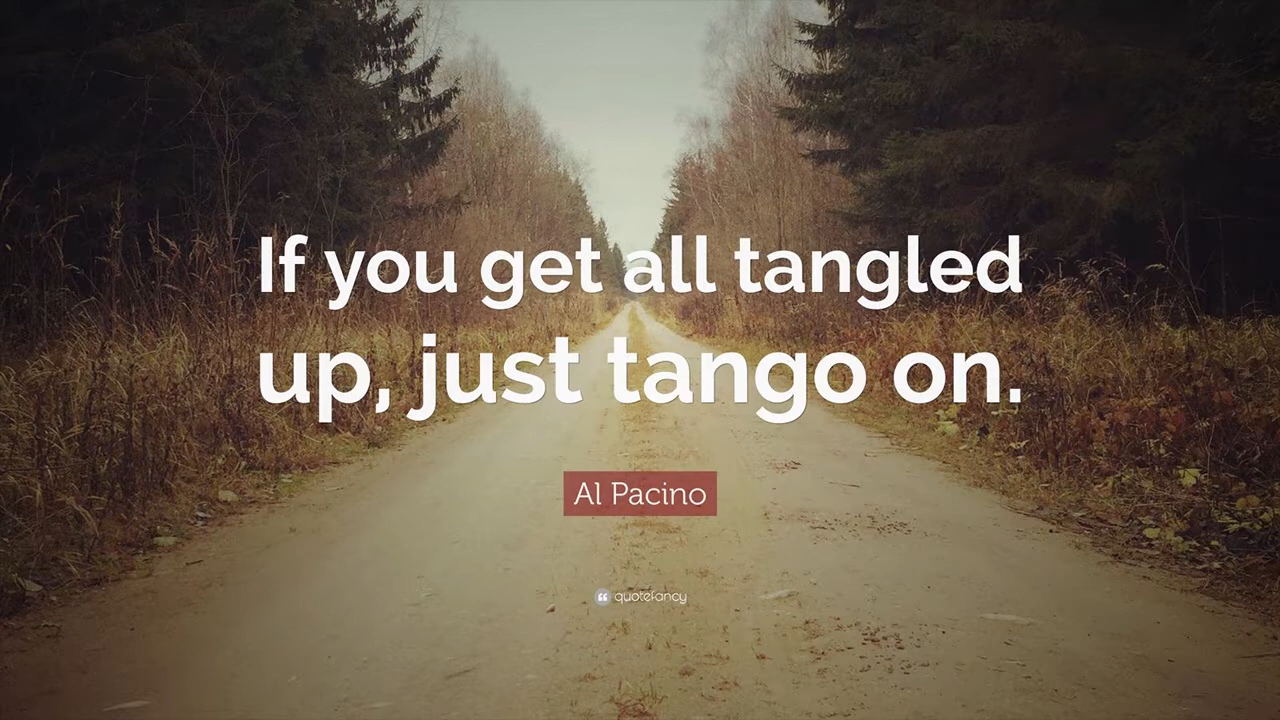 If you get all tangled
up, just tango on.
Al Pacino
quotefancy